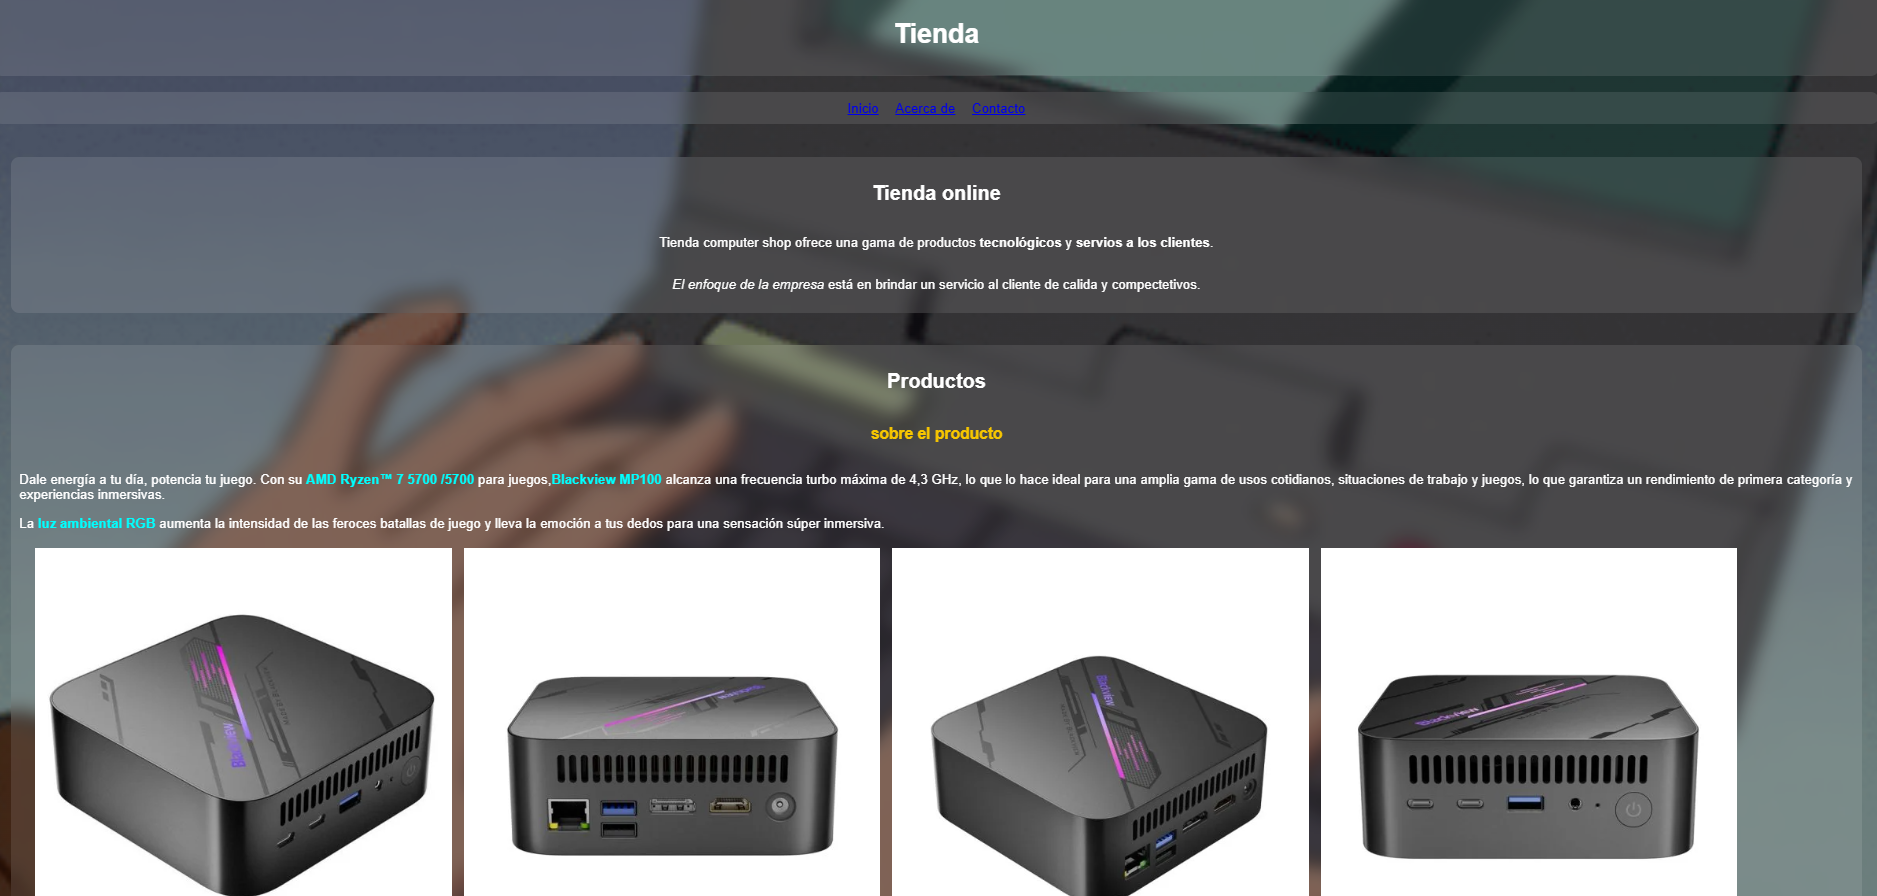 Tienda
Inicio Acerca de Contacto
Tienda online
Tienda computer shop ofrece una gama de productos tecnológicos y servios a los clientes.
El enfoque de la empresa está en brindar un servicio al cliente de calida y compectetivos.
Productos
sobre el producto
Dale energía a tu día, potencia tu juego. Con su AMD Ryzen™ 7 5700 /5700 para juegos,Blackview MP100 alcanza una frecuencia turbo máxima de 4,3 GHz, lo que lo hace ideal para una amplia gama de usos cotidianos, situaciones de trabajo y juegos, lo que garantiza un rendimiento de primera categoría y
experiencias inmersivas.
La luz ambiental RGB aumenta la intensidad de las feroces batallas de juego y lleva la emoción a tus dedos para una sensación súper inmersiva.
Blackview
Blackview
Blackview
Blackview